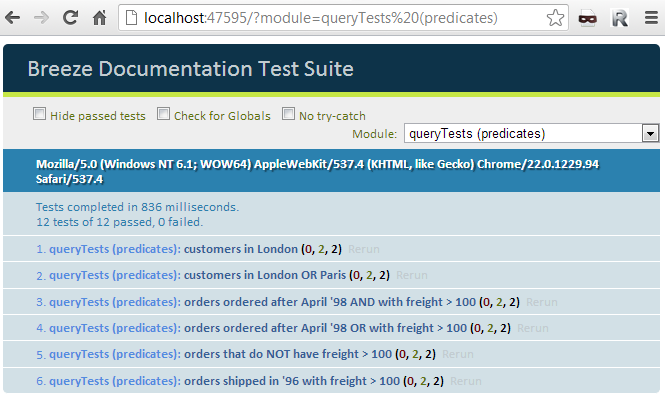 localhost:47595/?module=queryTests%20(predicates)
Breeze Documentation Test Suite
Hide passed tests Check for Globals No try-catch
Module: queryTests (predicates)
Mozilla/5.0 (Windows NT 6.1; WOW64) AppleWebKit/537.4 (KHTML, like Gecko) Chrome/22.0.1229.94
Safari/537.4
Tests completed in 836 milliseconds.
12 tests of 12 passed, 0 failed.
1. queryTests (predicates): customers in London (0, 2, 2) Rerun
2. queryTests (predicates): customers in London OR Paris (0, 2, 2) Rerun
3. queryTests (predicates): orders ordered after April '98 AND with freight > 100 (0, 2, 2) Rerun
4. queryTests (predicates): orders ordered after April '98 OR with freight > 100 (0, 2, 2) Rerun
5. queryTests (predicates): orders that do NOT have freight > 100 (0, 2, 2) Rerun
6. queryTests (predicates): orders shipped in '96 with freight > 100 (0, 2, 2) Rerun